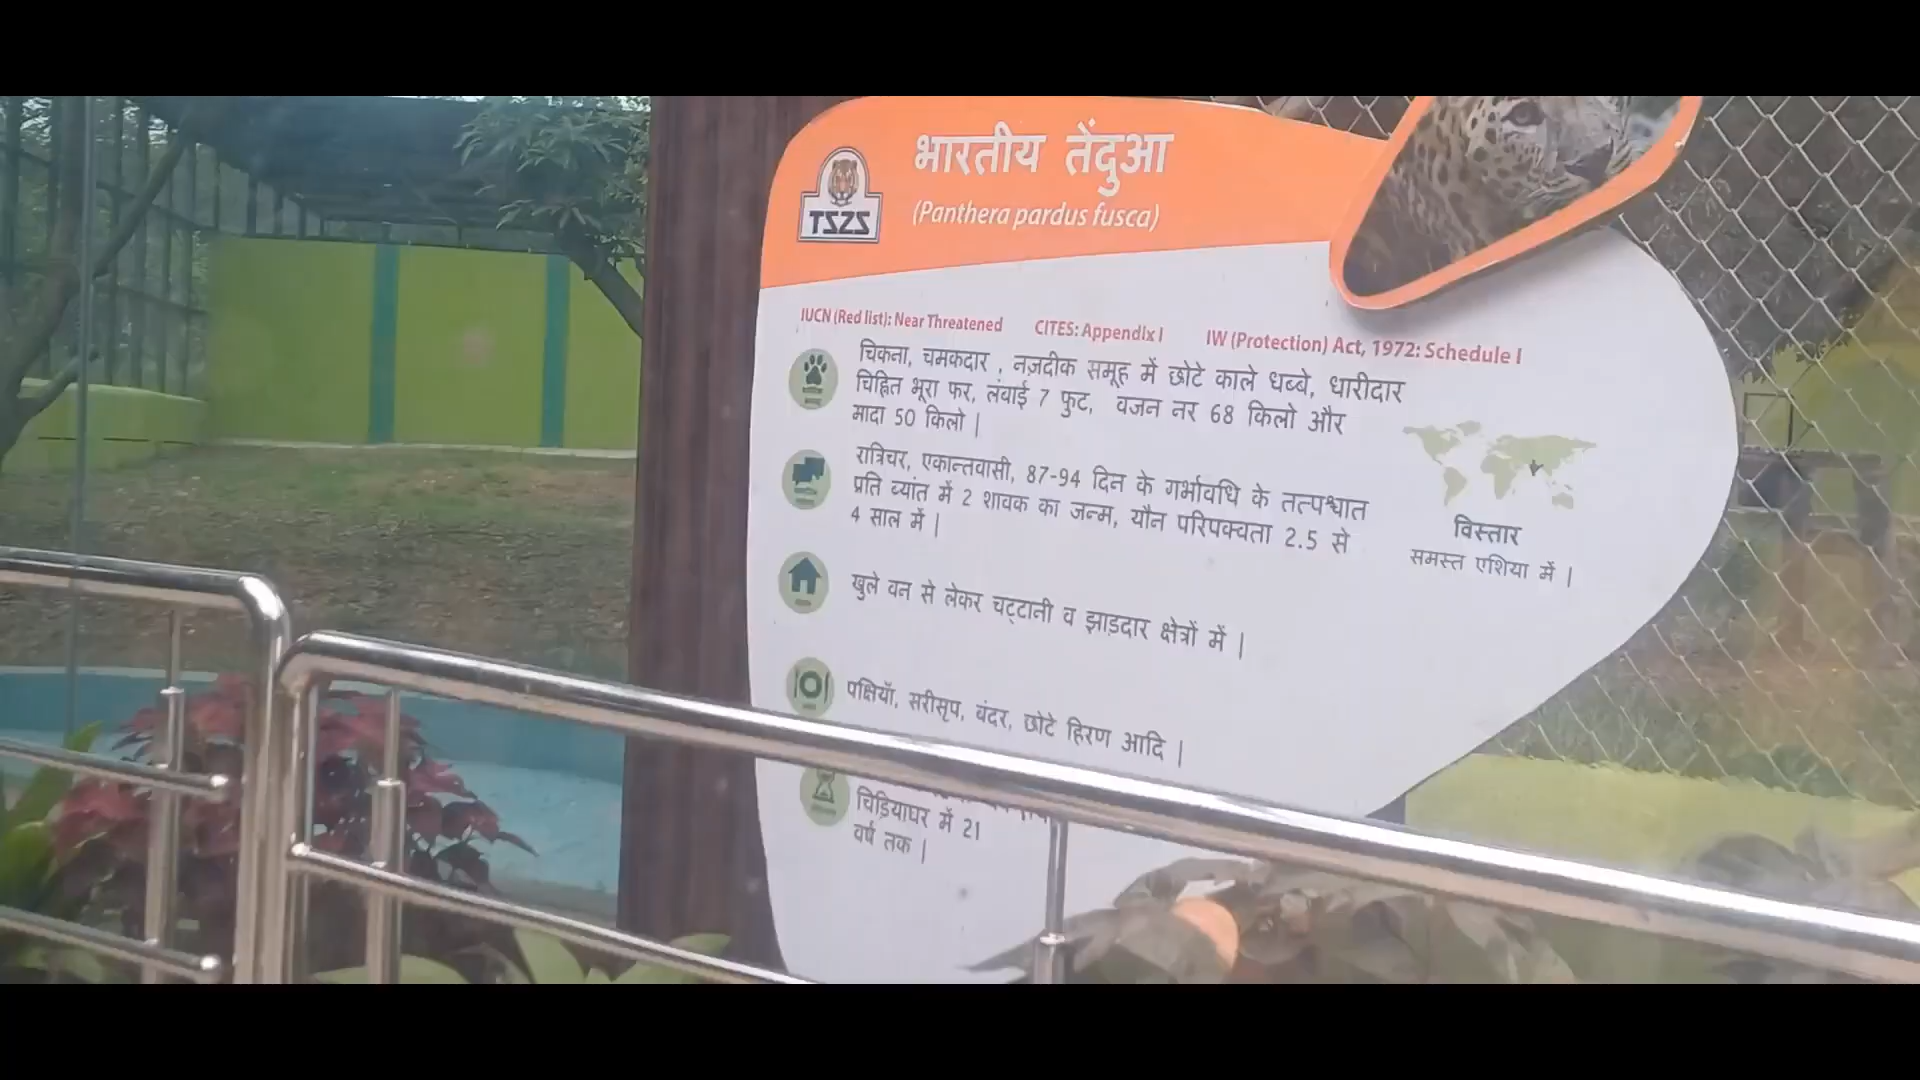 भारतीय तेंदुआ
(Panthera pardus fusca)
TSZS
IUCN (Red list): Near Threatened CITES: Appendix I IW (Protection) Act, 1972: Schedule I
चिकना, चमकदार , नज़दीक समूह में छोटे काले धब्बे, धारीदार
चिह्नित भूरा फर, लंबाई 7 फुट, वजन नर 68 किलो और
मादा 50 किलो |
रात्रिचर, एकान्तवासी, 87-94 दिन के गर्भावधि के तत्पश्चात
प्रति ब्यांत में 2 शावक का जन्म, यौन परिपक्वता 2.5 से
4 साल में |
विस्तार
समस्त एशिया में |
खुले वन से लेकर चट्टानी व झाड़दार क्षेत्रों में |
पक्षियाँ, सरीसृप, बंदर, छोटे हिरण आदि |
चिड़ियाघर में 21
वर्ष तक |